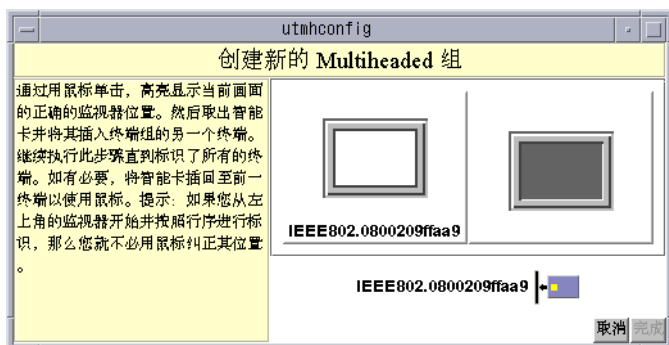 utmhconfig
创建新的 Multiheaded 组
通过用鼠标单击，高亮显示当前画面
的正确的监视器位置。然后取出智能
卡并将其插入终端组的另一个终端。
继续执行此步骤直到标识了所有的终
端。如有必要，将智能卡插回至前一
终端以使用鼠标。提示：如果您从左
上角的监视器开始并按照行序进行标
识，那么您就不必用鼠标纠正其位置
。
IEEE802.0800209ffaa9
IEEE802.0800209ffaa9
取消 完成